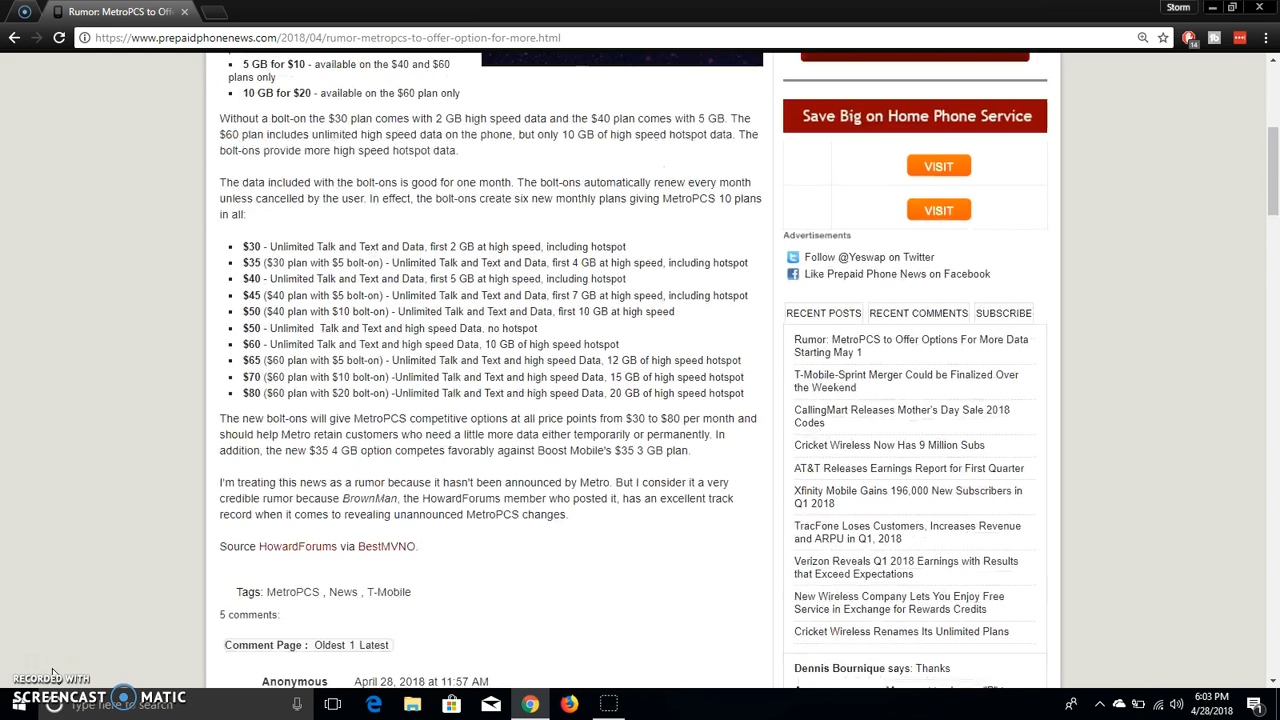 Rumor: MetroPCS to Off
Storm
https://www.prepaidphonenews.com/2018/04/rumor-metropcs-to-offer-option-for-more.html
14
5 GB for $10 - available on the $40 and $60
plans only
10 GB for $20 - available on the $60 plan only
Without a bolt-on the $30 plan comes with 2 GB high speed data and the $40 plan comes with 5 GB. The
$60 plan includes unlimited high speed data on the phone, but only 10 GB of high speed hotspot data. The
bolt-ons provide more high speed hotspot data.
The data included with the bolt-ons is good for one month. The bolt-ons automatically renew every month
unless cancelled by the user. In effect, the bolt-ons create six new monthly plans giving MetroPCS 10 plans
in all:
$30 - Unlimited Talk and Text and Data, first 2 GB at high speed, including hotspot
$35 ($30 plan with $5 bolt-on) - Unlimited Talk and Text and Data, first 4 GB at high speed, including hotspot
$40 - Unlimited Talk and Text and Data, first 5 GB at high speed, including hotspot
$45 ($40 plan with $5 bolt-on) - Unlimited Talk and Text and Data, first 7 GB at high speed, including hotspot
$50 ($40 plan with $10 bolt-on) - Unlimited Talk and Text and Data, first 10 GB at high speed
$50 - Unlimited Talk and Text and high speed Data, no hotspot
$60 - Unlimited Talk and Text and high speed Data, 10 GB of high speed hotspot
$65 ($60 plan with $5 bolt-on) - Unlimited Talk and Text and high speed Data, 12 GB of high speed hotspot
$70 ($60 plan with $10 bolt-on) -Unlimited Talk and Text and high speed Data, 15 GB of high speed hotspot
$80 ($60 plan with $20 bolt-on) -Unlimited Talk and Text and high speed Data, 20 GB of high speed hotspot
The new bolt-ons will give MetroPCS competitive options at all price points from $30 to $80 per month and
should help Metro retain customers who need a little more data either temporarily or permanently. In
addition, the new $35 4 GB option competes favorably against Boost Mobile's $35 3 GB plan.
I'm treating this news as a rumor because it hasn't been announced by Metro. But I consider it a very
credible rumor because BrownMan, the HowardForums member who posted it, has an excellent track
record when it comes to revealing unannounced MetroPCS changes.
Source HowardForums via BestMVNO.
Tags: MetroPCS , News , T-Mobile
5 comments:
Comment Page : Oldest 1 Latest
Anonymous April 28, 2018 at 11:57 AM
Save Big on Home Phone Service
VISIT
VISIT
Advertisements
Follow @Yeswap on Twitter
Like Prepaid Phone News on Facebook
RECENT POSTS RECENT COMMENTS SUBSCRIBE
Rumor: MetroPCS to Offer Options For More Data
Starting May 1
T-Mobile-Sprint Merger Could be Finalized Over
the Weekend
CallingMart Releases Mother's Day Sale 2018
Codes
Cricket Wireless Now Has 9 Million Subs
AT&T Releases Earnings Report for First Quarter
Xfinity Mobile Gains 196,000 New Subscribers in
Q1 2018
TracFone Loses Customers, Increases Revenue
and ARPU in Q1, 2018
Verizon Reveals Q1 2018 Earnings with Results
that Exceed Expectations
New Wireless Company Lets You Enjoy Free
Service in Exchange for Rewards Credits
Cricket Wireless Renames Its Unlimited Plans
Dennis Bournique says: Thanks
RECORDED WITH
SCREENCAST MATIC
Type here to search
6:03 PM
4/28/2018